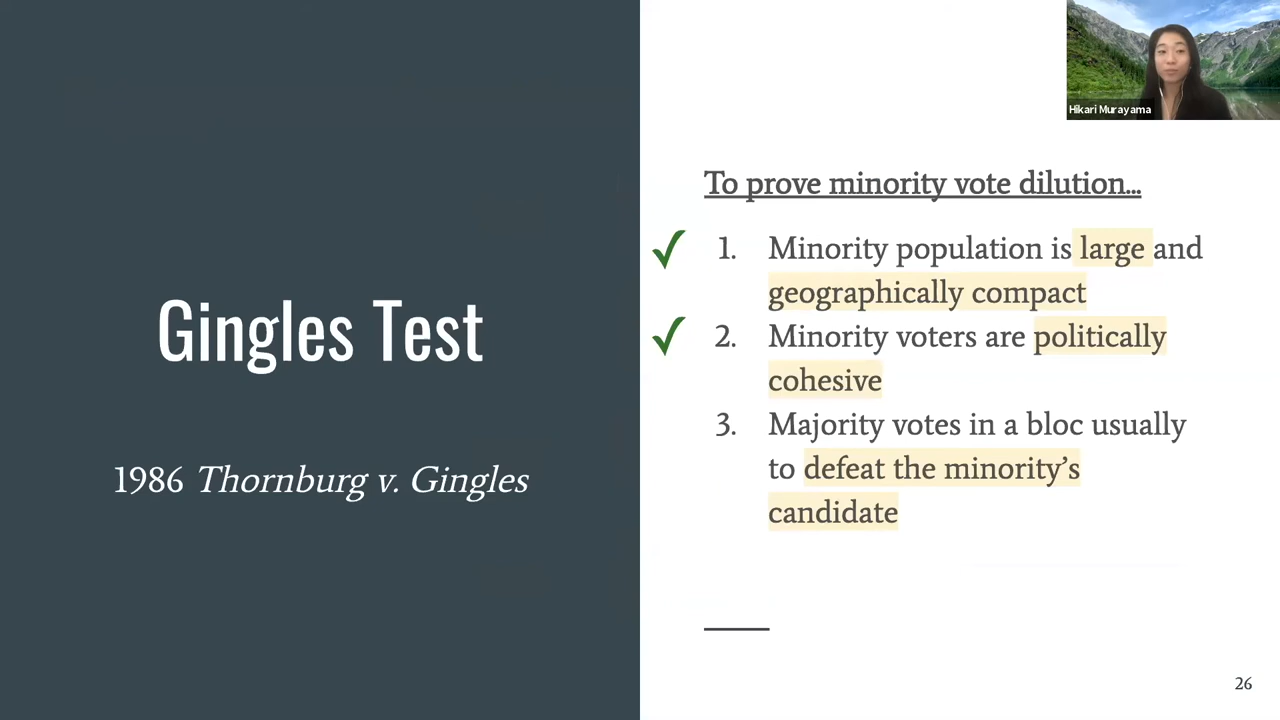 Gingles Test
1986 Thornburg v. Gingles
Hikari Murayama
To prove minority vote dilution...
1. Minority population is large and
geographically compact
2. Minority voters are politically
cohesive
3. Majority votes in a bloc usually
to defeat the minority's
candidate
26